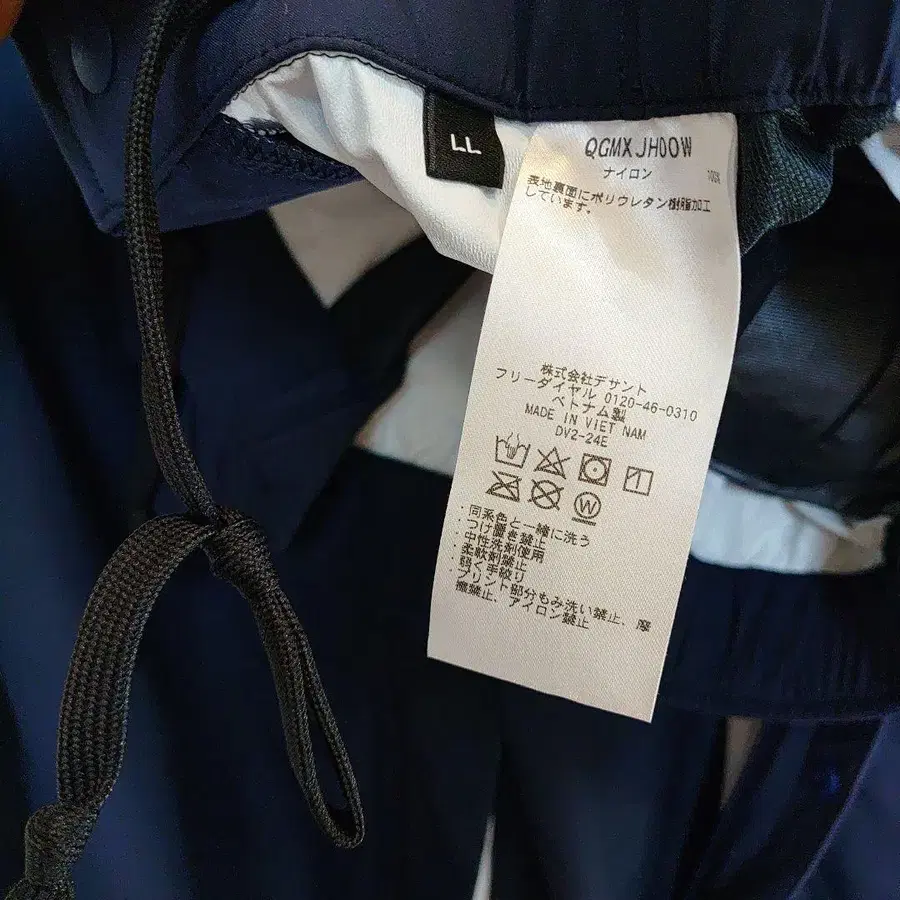 LL
QGMXJH00W
ナイロン 100%
表地裏面にポリウレタン樹脂加工
しています。
株式会社デサント
フリーダイヤル 0120-46-0310
ベトナム製
MADE IN VIET NAM
DV2-24E
W
・同系色と一緒に洗う
・つけ置き禁止
・中性洗剤使用
・柔軟剤禁止
・弱く手絞り
・プリント部分もみ洗い禁止、摩
擦禁止、アイロン禁止